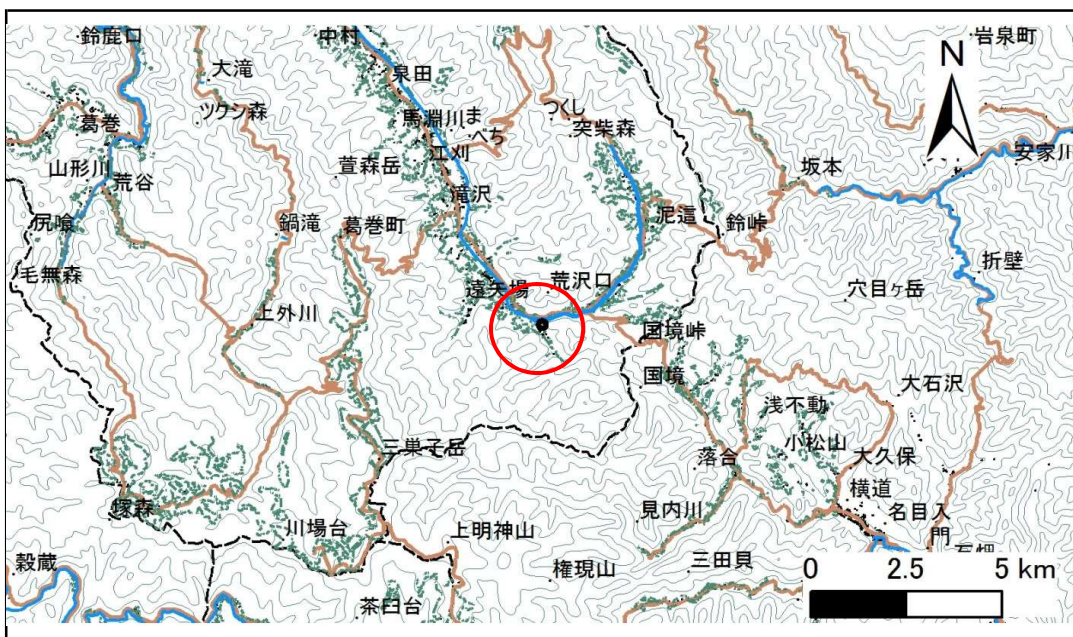 鈴鹿口
中村
岩泉町
N
大滝
泉田
ツクシ森
馬淵川
まべち
つくし
突柴森
葛巻
江刈
安家川
山形川
萱森岳
坂本
荒谷
滝沢
泥這
尻喰
鍋滝
葛巻町
鈴峠
折壁
毛無森
遠矢場
荒沢口
穴目ヶ岳
上外川
国境峠
国境
大石沢
浅不動
三巣子岳
小松山
落合
大久保
横道
塚森
見内川
名目入
川場台
上明神山
門
穀蔵
権現山
三田貝
0 2.5 5 km
茶臼台